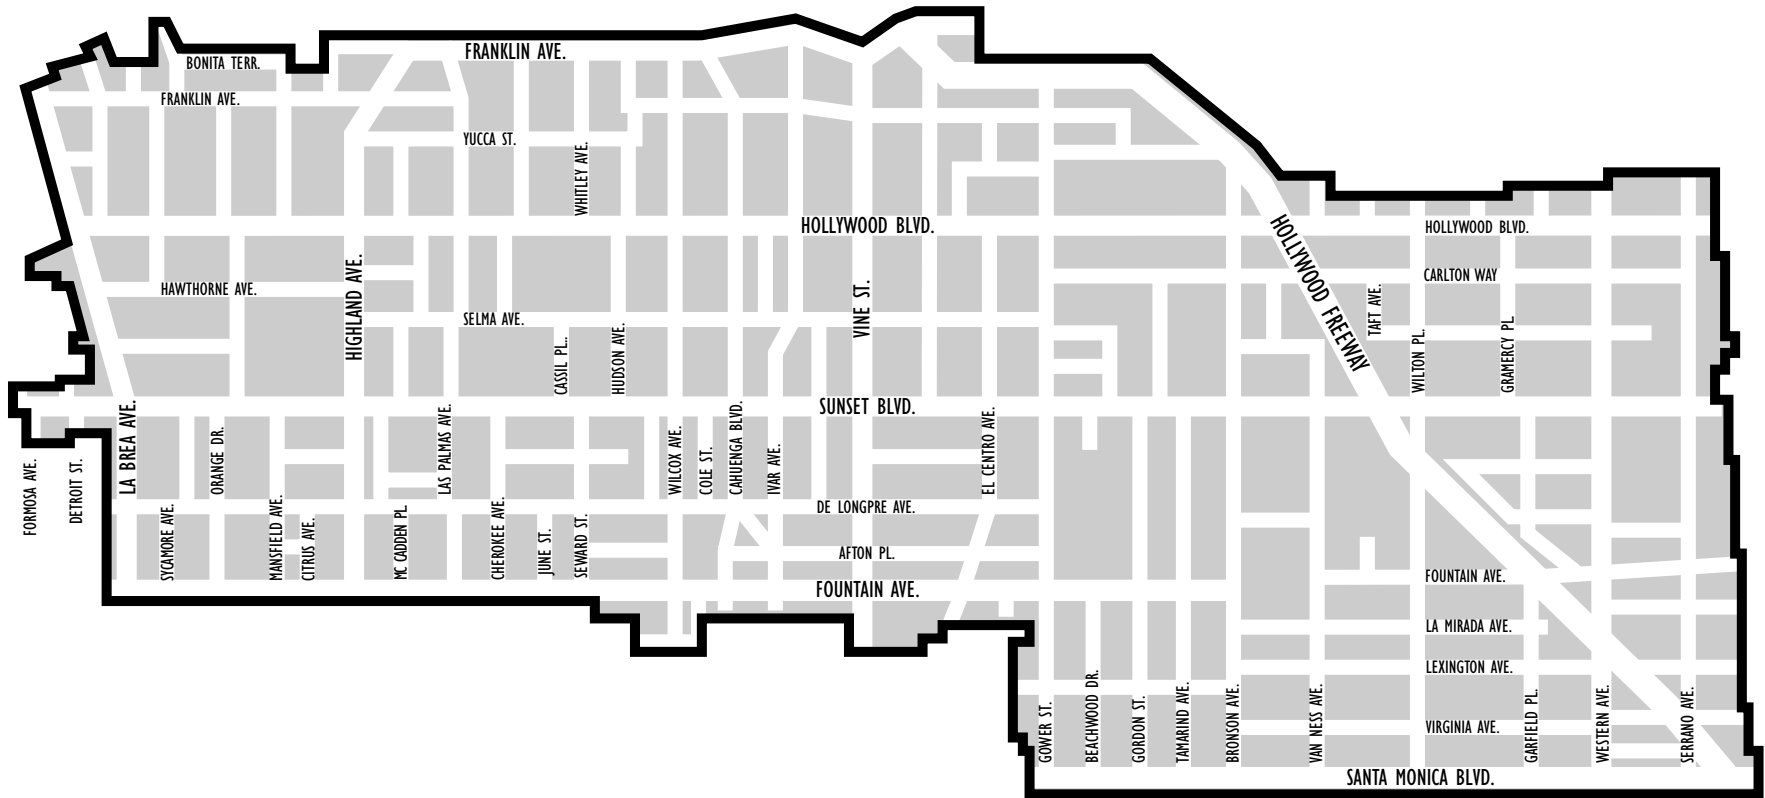 FRANKLIN AVE.
BONITA TERR.
FRANKLIN AVE.
YUCCA ST.
WHITLEY AVE.
HOLLYWOOD BLVD.
HOLLYWOOD BLVD.
HOLLYWOOD FREEWAY
HIGHLAND AVE.
HAWTHORNE AVE.
CARLTON WAY
VINE ST.
TAFT AVE.
SELMA AVE.
CASSIL PL..
HUDSON AVE.
WILTON PL.
GRAMERCY PL.
SUNSET BLVD.
LA BREA AVE.
ORANGE DR.
LAS PALMAS AVE.
WILCOX AVE.
COLE ST.
CAHUENGA BLVD.
IVAR AVE.
EL CENTRO AVE.
FORMOSA AVE.
DETROIT ST.
DE LONGPRE AVE.
SYCAMORE AVE.
MANSFIELD AVE.
CITRUS AVE.
MC CADDEN PL
CHEROKEE AVE.
JUNE ST.
SEWARD ST.
AFTON PL.
FOUNTAIN AVE.
FOUNTAIN AVE.
LA MIRADA AVE.
LEXINGTON AVE.
GOWER ST.
BEACHWOOD DR.
GORDON ST.
TAMARIND AVE.
BRONSON AVE.
VAN NESS AVE.
VIRGINIA AVE.
GARFIELD PL.
WESTERN AVE.
SERRANO AVE.
SANTA MONICA BLVD.